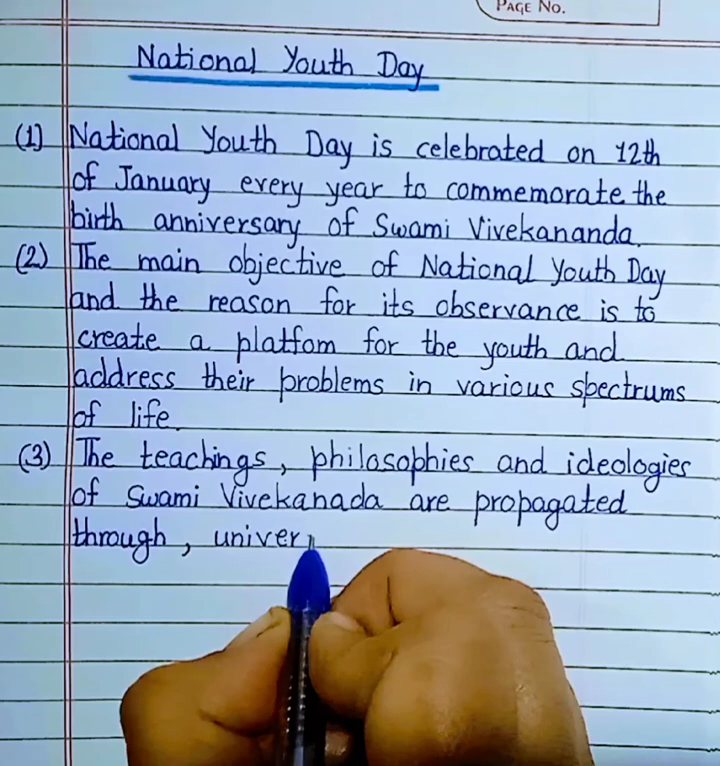 PAGE No.
National Youth Day
(1) National Youth Day is celebrated on 12th
of January every year to commemorate the
birth anniversary of Swami Vivekananda.
(2) The main objective of National Youth Day
and the reason for its observance is to
create a platfom for the youth and
address their problems in various spectrums
of life.
(3) The teachings, philosophies and ideologies
of Swami Vivekanada are propagated
through, univer